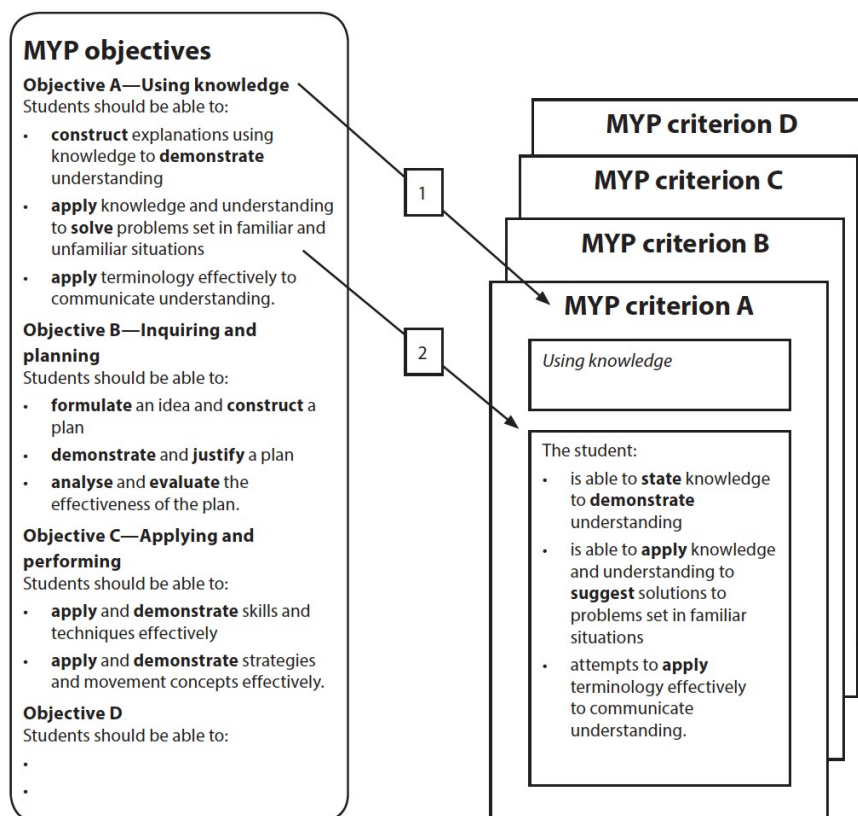 MYP objectives
Objective A—Using knowledge
Students should be able to:
• construct explanations using
knowledge to demonstrate
understanding
• apply knowledge and understanding
to solve problems set in familiar and
unfamiliar situations
• apply terminology effectively to
communicate understanding.
Objective B—Inquiring and
planning
Students should be able to:
• formulate an idea and construct a
plan
• demonstrate and justify a plan
• analyse and evaluate the
effectiveness of the plan.
Objective C—Applying and
performing
Students should be able to:
• apply and demonstrate skills and
techniques effectively
• apply and demonstrate strategies
and movement concepts effectively.
Objective D
Students should be able to:
•
•
1
2
MYP criterion D
MYP criterion C
MYP criterion B
MYP criterion A
Using knowledge
The student:
• is able to state knowledge
to demonstrate
understanding
• is able to apply knowledge
and understanding to
suggest solutions to
problems set in familiar
situations
• attempts to apply
terminology effectively
to communicate
understanding.